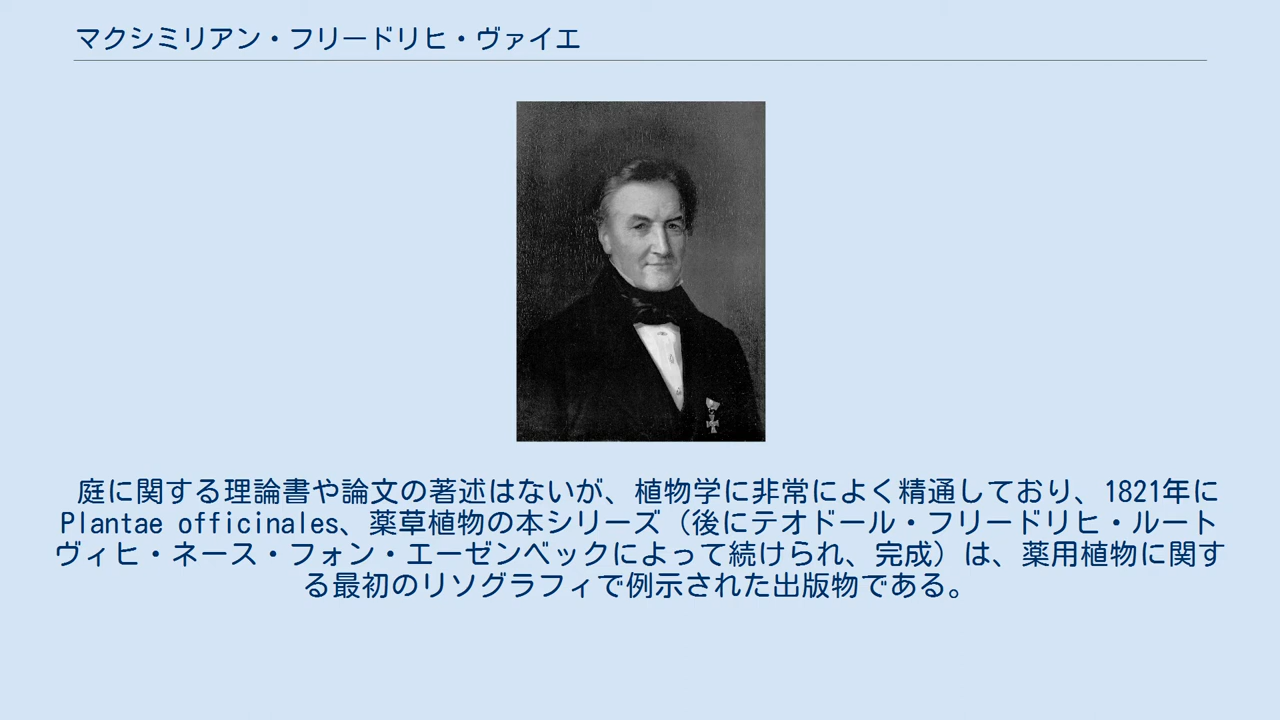 マクシミリアン・フリードリヒ・ヴァイエ
庭に関する理論書や論文の著述はないが、植物学に非常によく精通しており、1821年に
Plantae officinales、薬草植物の本シリーズ（後にテオドール・フリードリヒ・ルート
ヴィヒ・ネース・フォン・エーゼンベックによって続けられ、完成）は、薬用植物に関す
る最初のリソグラフィで例示された出版物である。